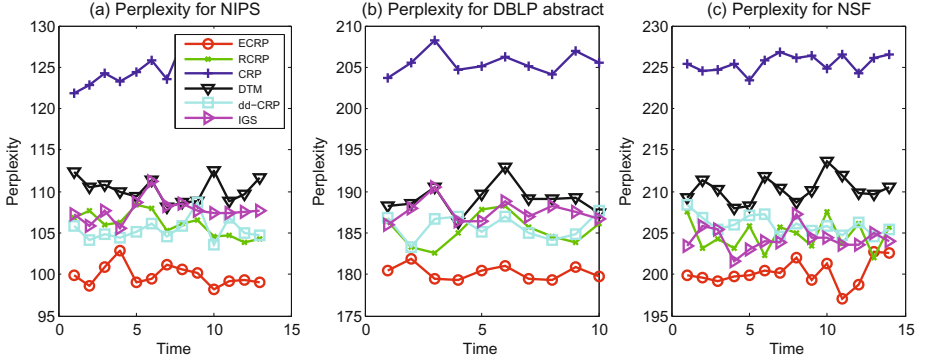 (a) Perplexity for NIPS
Perplexity
130
125
120
115
110
105
100
95
0
5
10
15
Time
ECRP
RCRP
CRP
DTM
dd-CRP
IGS
(b) Perplexity for DBLP abstract
Perplexity
210
205
200
195
190
185
180
175
0
5
10
Time
(c) Perplexity for NSF
Perplexity
230
225
220
215
210
205
200
195
0
5
10
15
Time